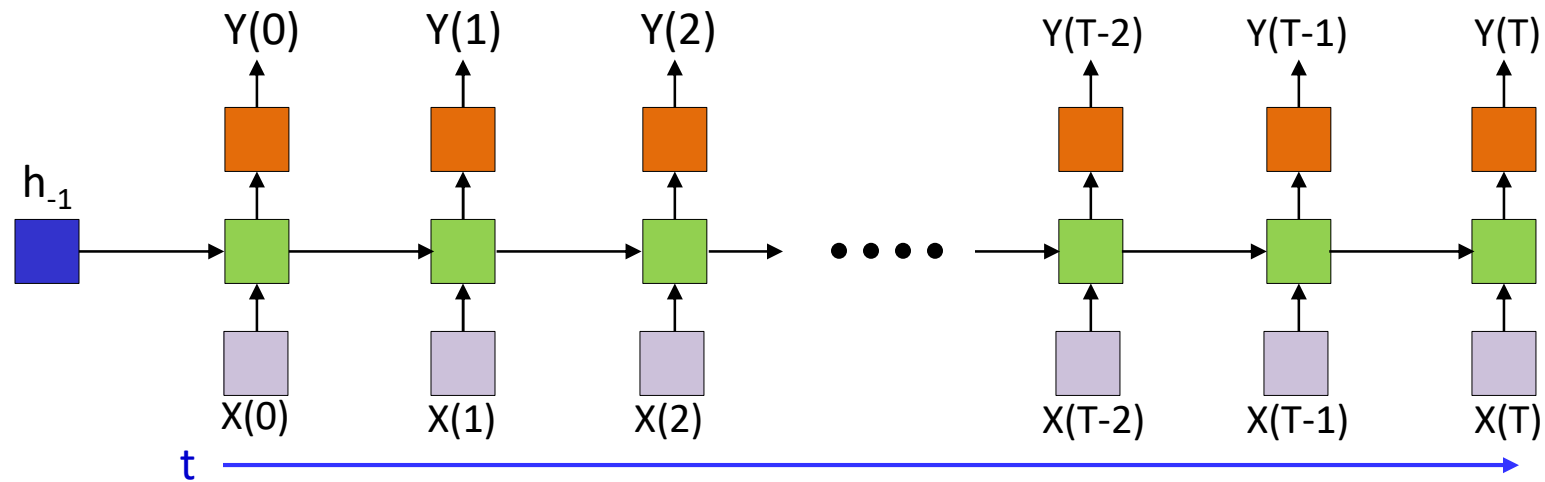 Y(0) Y(1) Y(2) Y(T-2) Y(T-1) Y(T)
h-1
X(0) X(1) X(2) X(T-2) X(T-1) X(T)
t